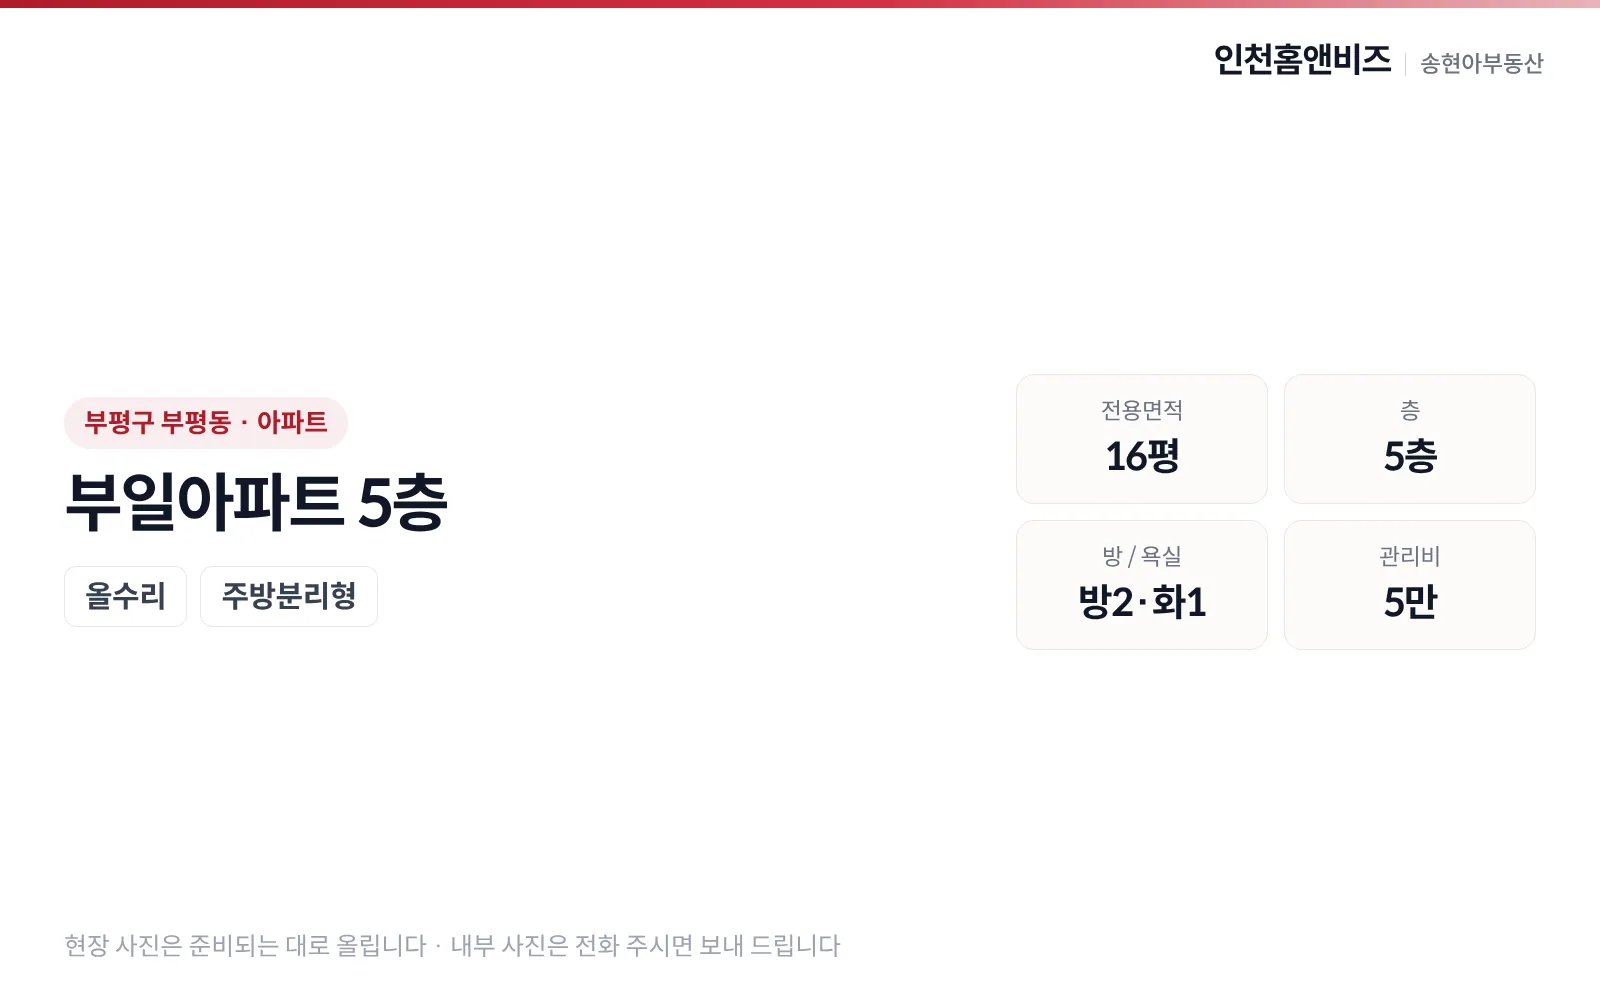 인천홈앤비즈
송현아부동산
부평구 부평동 · 아파트
부일아파트 5층
올수리
주방분리형
전용면적
16평
층
5층
방 / 욕실
방2·화1
관리비
5만
현장 사진은 준비되는 대로 올립니다 · 내부 사진은 전화 주시면 보내 드립니다